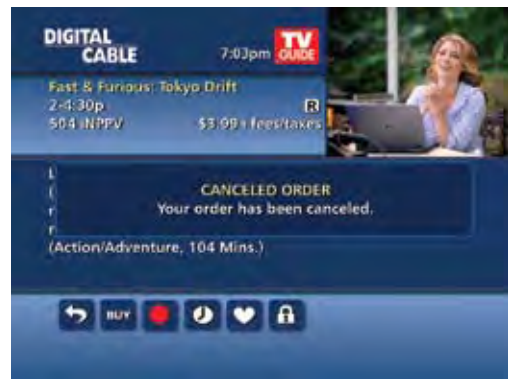 DIGITAL
CABLE
7:03pm
TV
GUIDE
Fast & Furious: Tokyo Drift
2-4:30p
R
504 iNPPV
$3.99+fees/taxes
CANCELED ORDER
Your order has been canceled.
(Action/Adventure, 104 Mins.)
BUY